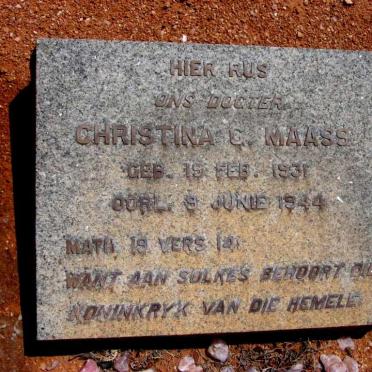 HIER RUS
ONS DOGTER
CHRISTINA C. MAASS
GEB. 19 FEB. 1931
OORL. 9 JUNIE 1944
MATH. 19 VERS 14:
WANT AAN SULKES BEHOORT DIE
KONINKRYK VAN DIE HEMELE